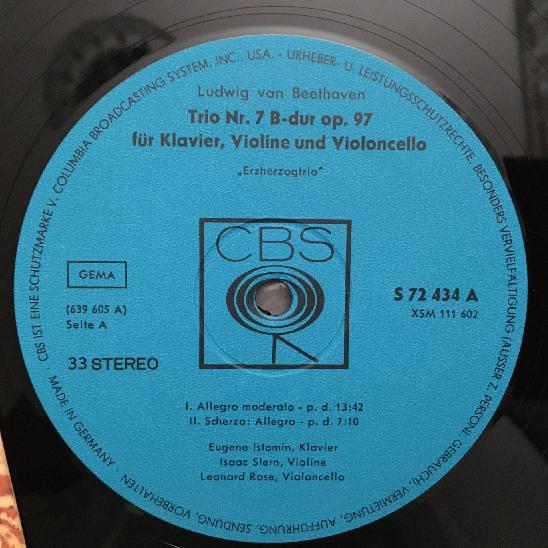 CBS IST EINE SCHUTZMARKE V. COLUMBIA BROADCASTING SYSTEM, INC., USA. · URHEBER- U. LEISTUNGSSCHUTZRECHTE, BESONDERS VERVIELFÄLTIGUNG (AUSSER Z. PERSÖNL. GEBRAUCH), VERMIETUNG, AUFFÜHRUNG, SENDUNG, VORBEHALTEN · MADE IN GERMANY ·
Ludwig van Beethoven
Trio Nr. 7 B-dur op. 97
für Klavier, Violine und Violoncello
„Erzherzogtrio"
CBS
GEMA
(639 605 A)
Seite A
33 STEREO
S 72 434 A
XSM 111 602
I. Allegro moderato - p. d. 13:42
II. Scherzo: Allegro - p. d. 7:10
Eugene Istomin, Klavier
Isaac Stern, Violine
Leonard Rose, Violoncello